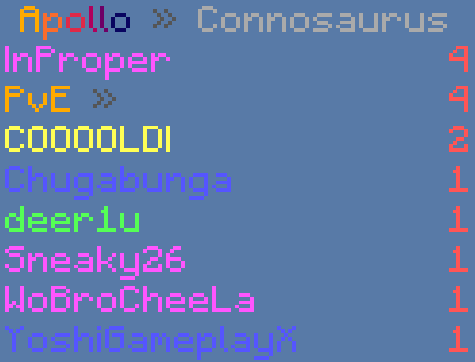 Apollo » Connosaurus
InProper 4
PvE » 4
COOOOLDI 2
Chugabunga 1
deer1u 1
Sneaky26 1
WoBroCheeLa 1
YoshiGameplayX 1